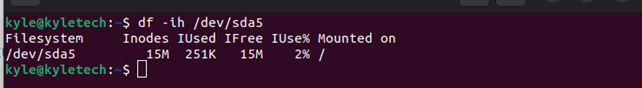 kyle@kyletech:~$ df -ih /dev/sda5
Filesystem     Inodes IUsed IFree IUse% Mounted on
/dev/sda5         15M  251K   15M    2% /
kyle@kyletech:~$